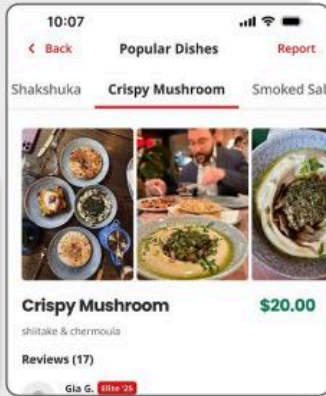 10:07
Back Popular Dishes Report
Shakshuka Crispy Mushroom Smoked Sal
Crispy Mushroom $20.00
shiitake & chermoula
Reviews (17)
Gia G. Elite '25